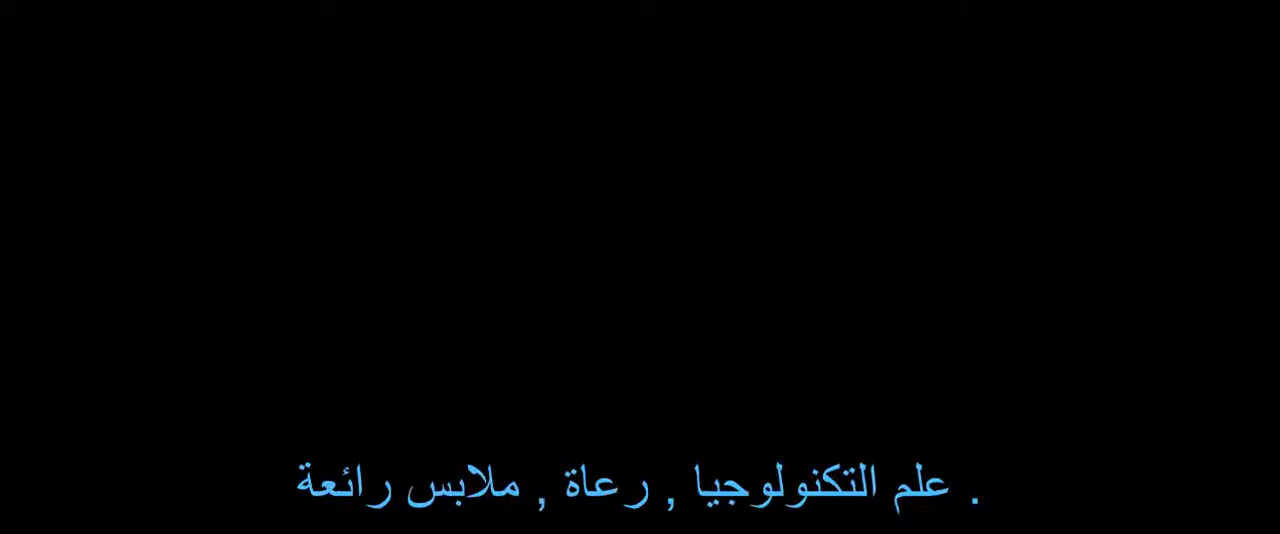 . علم التكنولوجيا , رعاة , ملابس رائعة